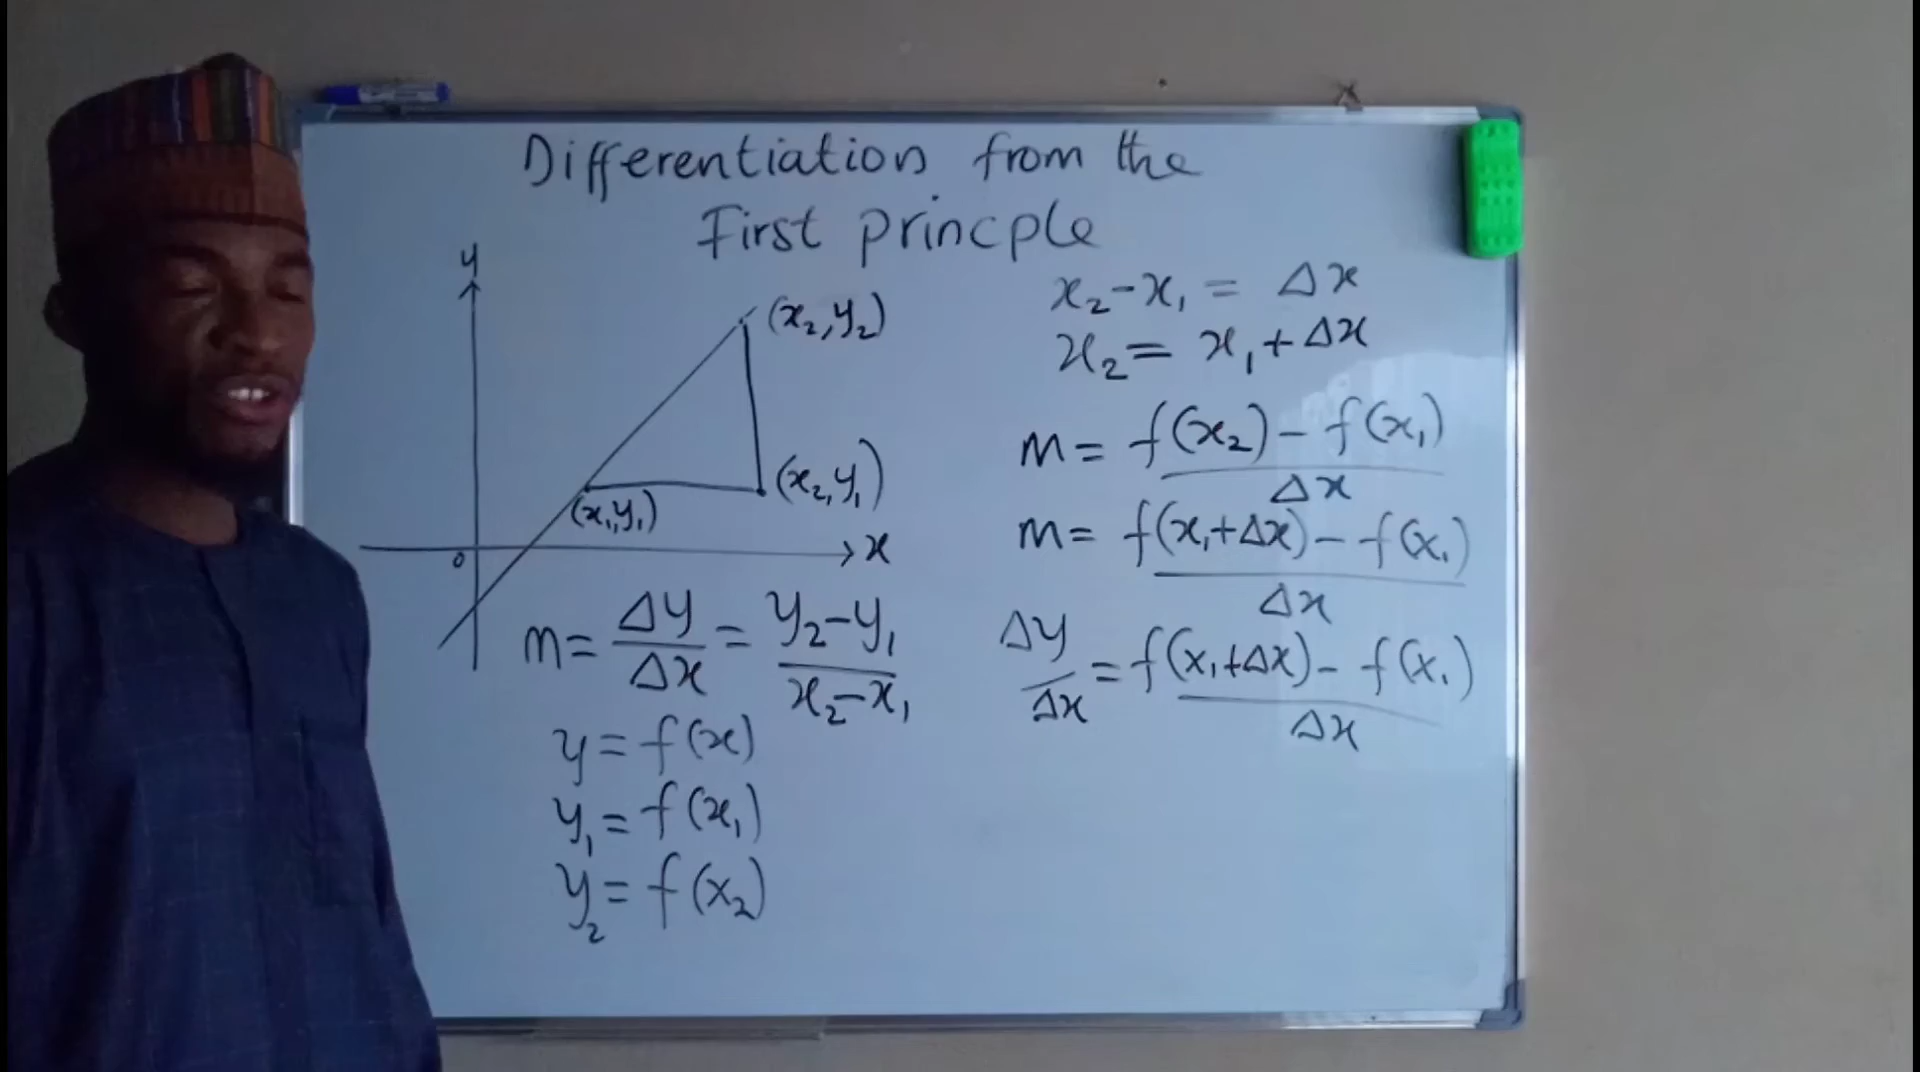 Differentiation from the
First princple
y
(x₂,y₂)
(x₁,y₁)
(x₂,y₁)
0
x
m = Δy/Δx = y₂-y₁/x₂-x₁
y = f(x)
y₁ = f(x₁)
y₂ = f(x₂)
x₂-x₁ = Δx
x₂ = x₁+Δx
m = f(x₂) - f(x₁)/Δx
m = f(x₁+Δx) - f(x₁)/Δx
Δy/Δx = f(x₁+Δx) - f(x₁)/Δx